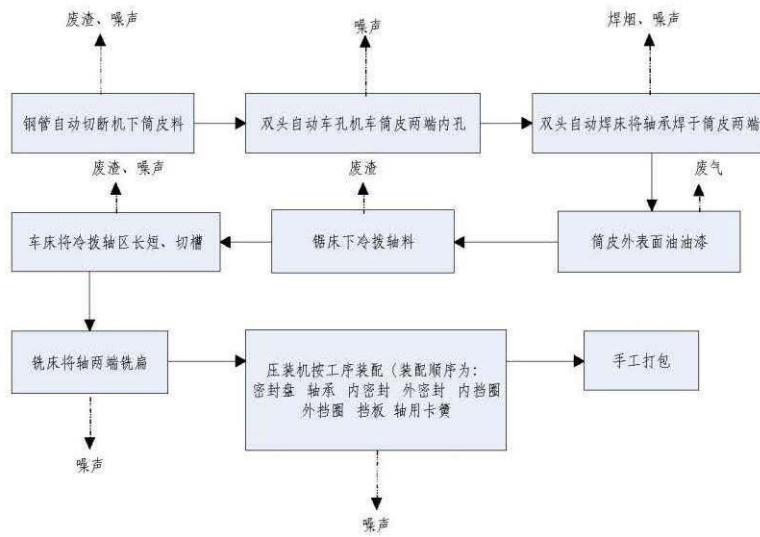 废渣、噪声
噪声
焊烟、噪声
钢管自动切断机下筒皮料
双头自动车孔机车筒皮两端内孔
双头自动焊床将轴承焊于筒皮两端
废渣、噪声
废渣
废气
车床将冷拨轴区长短、切槽
锯床下冷拨轴料
筒皮外表面油油漆
铣床将轴两端铣扁
压装机按工序装配（装配顺序为：
密封盘 轴承 内密封 外密封 内挡圈
外挡圈 挡板 轴用卡簧
手工打包
噪声
噪声